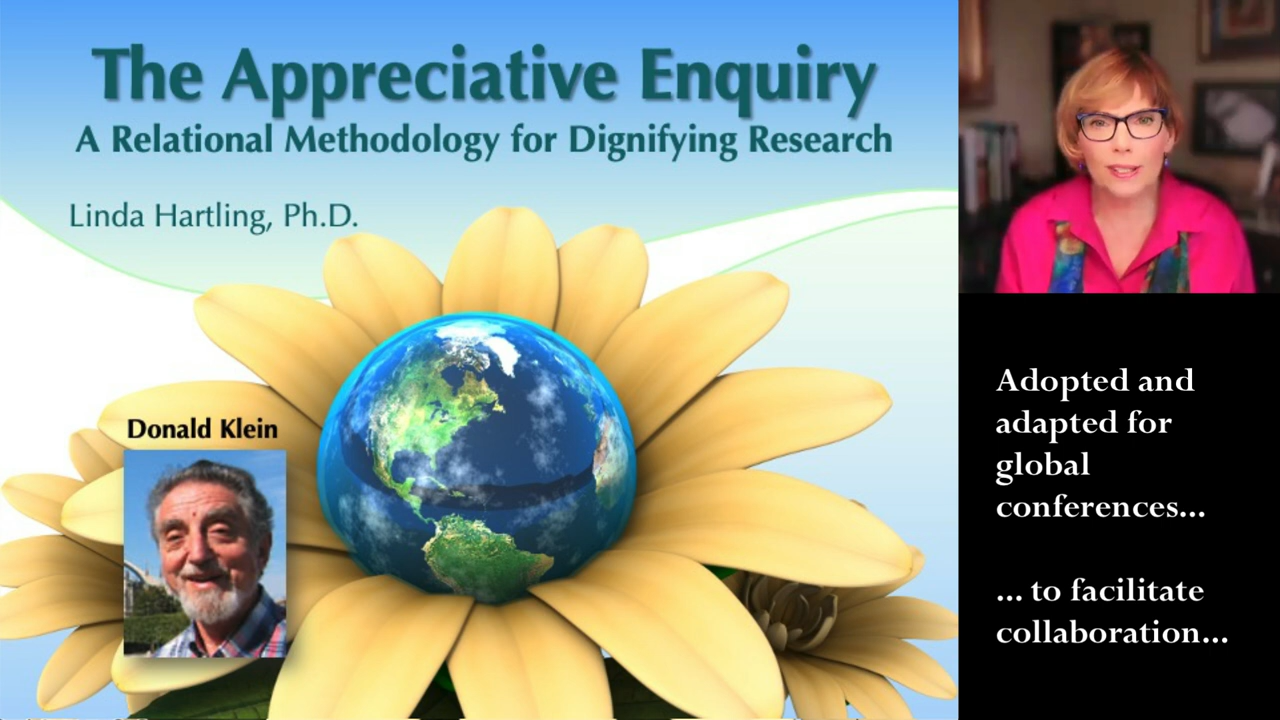 The Appreciative Enquiry
A Relational Methodology for Dignifying Research
Linda Hartling, Ph.D.
Donald Klein
Adopted and
adapted for
global
conferences...
... to facilitate
collaboration...